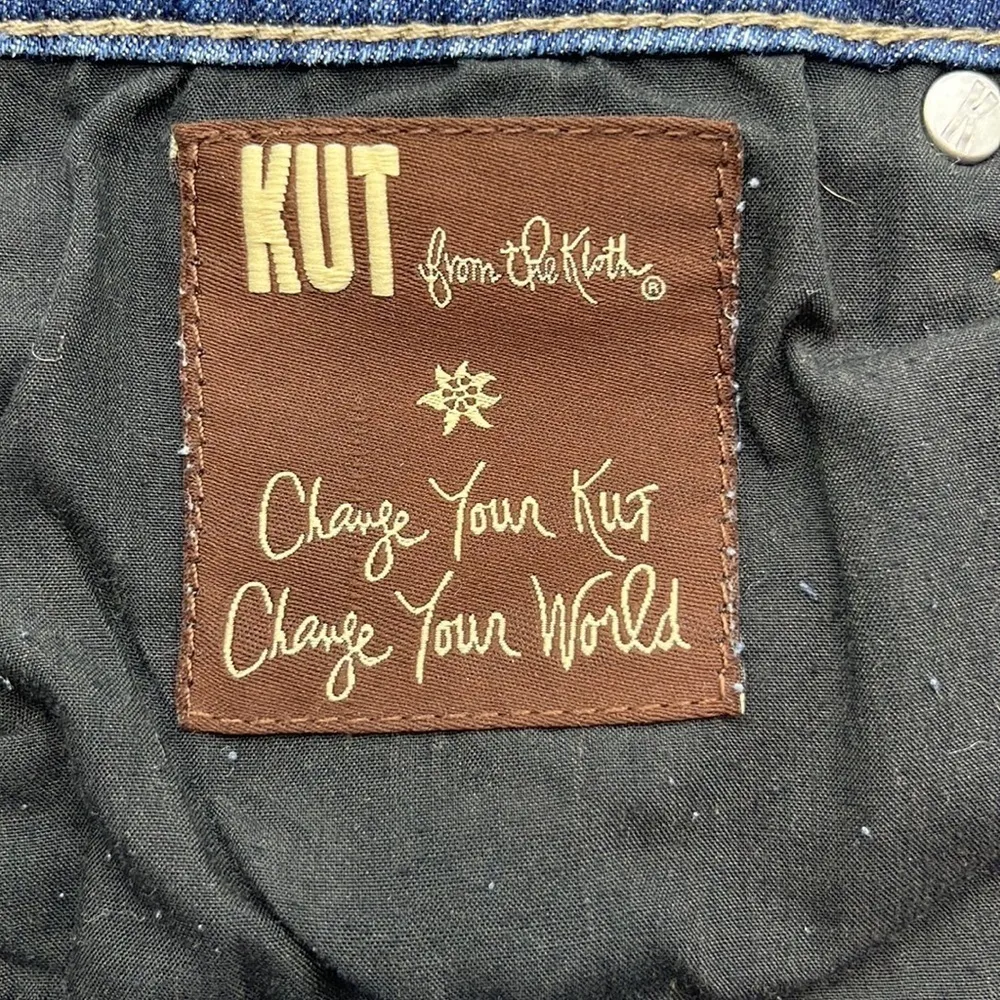 KUT from the Kloth ®
Change Your Kut
Change Your World